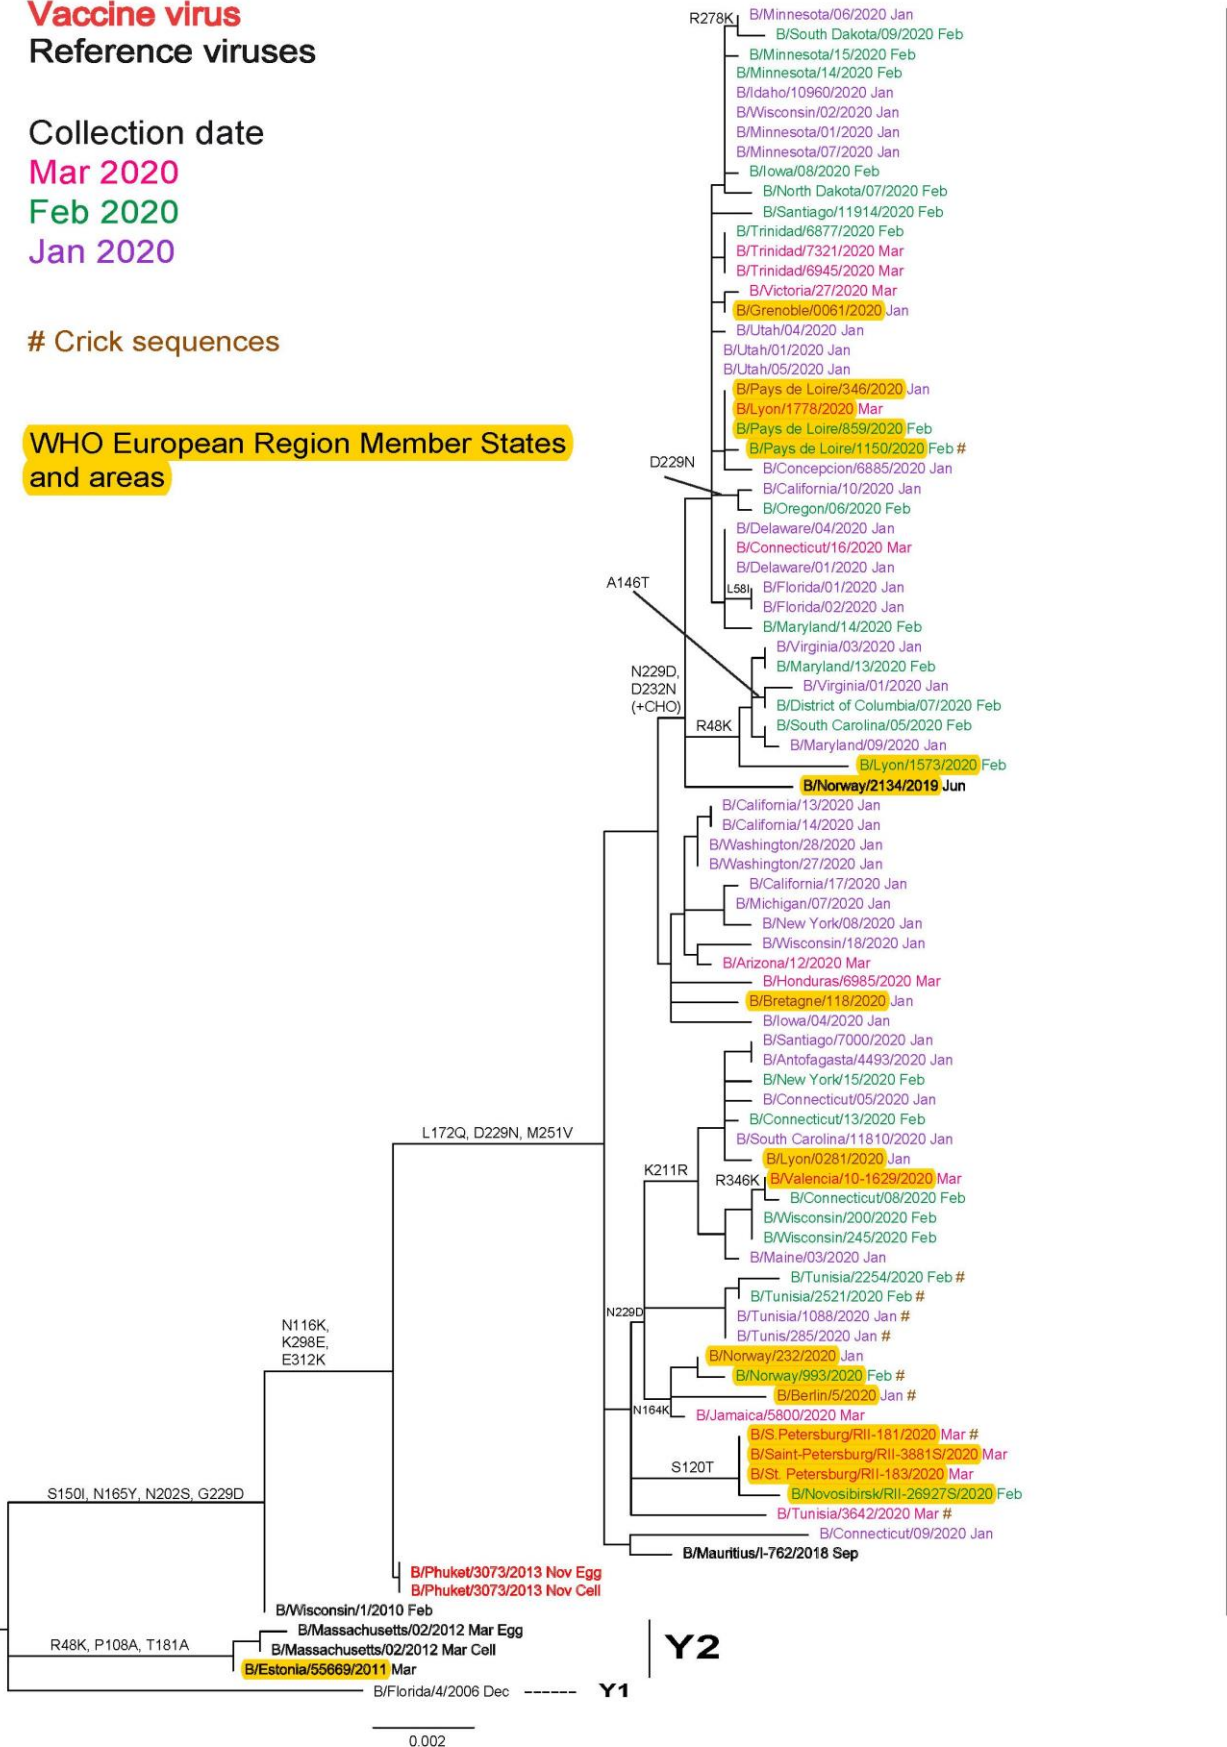 Vaccine virus
Reference viruses
Collection date
Mar 2020
Feb 2020
Jan 2020
# Crick sequences
WHO European Region Member States
and areas
R278K
B/Minnesota/06/2020 Jan
B/South Dakota/09/2020 Feb
B/Minnesota/15/2020 Feb
B/Minnesota/14/2020 Feb
B/Idaho/10960/2020 Jan
B/Wisconsin/02/2020 Jan
B/Minnesota/01/2020 Jan
B/Minnesota/07/2020 Jan
B/Iowa/08/2020 Feb
B/North Dakota/07/2020 Feb
B/Santiago/11914/2020 Feb
B/Trinidad/6877/2020 Feb
B/Trinidad/7321/2020 Mar
B/Trinidad/6945/2020 Mar
B/Victoria/27/2020 Mar
B/Grenoble/0061/2020 Jan
B/Utah/04/2020 Jan
B/Utah/01/2020 Jan
B/Utah/05/2020 Jan
B/Pays de Loire/346/2020 Jan
B/Lyon/1778/2020 Mar
B/Pays de Loire/859/2020 Feb
B/Pays de Loire/1150/2020 Feb #
D229N
B/Concepcion/6885/2020 Jan
B/California/10/2020 Jan
B/Oregon/06/2020 Feb
B/Delaware/04/2020 Jan
B/Connecticut/16/2020 Mar
B/Delaware/01/2020 Jan
A146T
L58I
B/Florida/01/2020 Jan
B/Florida/02/2020 Jan
B/Maryland/14/2020 Feb
B/Virginia/03/2020 Jan
B/Maryland/13/2020 Feb
N229D,
D232N
(+CHO)
B/Virginia/01/2020 Jan
B/District of Columbia/07/2020 Feb
R48K
B/South Carolina/05/2020 Feb
B/Maryland/09/2020 Jan
B/Lyon/1573/2020 Feb
B/Norway/2134/2019 Jun
B/California/13/2020 Jan
B/California/14/2020 Jan
B/Washington/28/2020 Jan
B/Washington/27/2020 Jan
B/California/17/2020 Jan
B/Michigan/07/2020 Jan
B/New York/08/2020 Jan
B/Wisconsin/18/2020 Jan
B/Arizona/12/2020 Mar
B/Honduras/6985/2020 Mar
B/Bretagne/118/2020 Jan
B/Iowa/04/2020 Jan
B/Santiago/7000/2020 Jan
B/Antofagasta/4493/2020 Jan
B/New York/15/2020 Feb
B/Connecticut/05/2020 Jan
B/Connecticut/13/2020 Feb
L172Q, D229N, M251V
B/South Carolina/11810/2020 Jan
B/Lyon/0281/2020 Jan
K211R
R346K
B/Valencia/10-1629/2020 Mar
B/Connecticut/08/2020 Feb
B/Wisconsin/200/2020 Feb
B/Wisconsin/245/2020 Feb
B/Maine/03/2020 Jan
B/Tunisia/2254/2020 Feb #
B/Tunisia/2521/2020 Feb #
N229D
B/Tunisia/1088/2020 Jan #
B/Tunis/285/2020 Jan #
N116K,
K298E,
E312K
B/Norway/232/2020 Jan
B/Norway/993/2020 Feb #
B/Berlin/5/2020 Jan #
N164K
B/Jamaica/5800/2020 Mar
B/S.Petersburg/RII-181/2020 Mar #
B/Saint-Petersburg/RII-3881S/2020 Mar
S120T
B/St. Petersburg/RII-183/2020 Mar
B/Novosibirsk/RII-26927S/2020 Feb
S150I, N165Y, N202S, G229D
B/Tunisia/3642/2020 Mar #
B/Connecticut/09/2020 Jan
B/Mauritius/I-762/2018 Sep
B/Phuket/3073/2013 Nov Egg
B/Phuket/3073/2013 Nov Cell
B/Wisconsin/1/2010 Feb
B/Massachusetts/02/2012 Mar Egg
R48K, P108A, T181A
B/Massachusetts/02/2012 Mar Cell
Y2
B/Estonia/55669/2011 Mar
B/Florida/4/2006 Dec ------ Y1
0.002